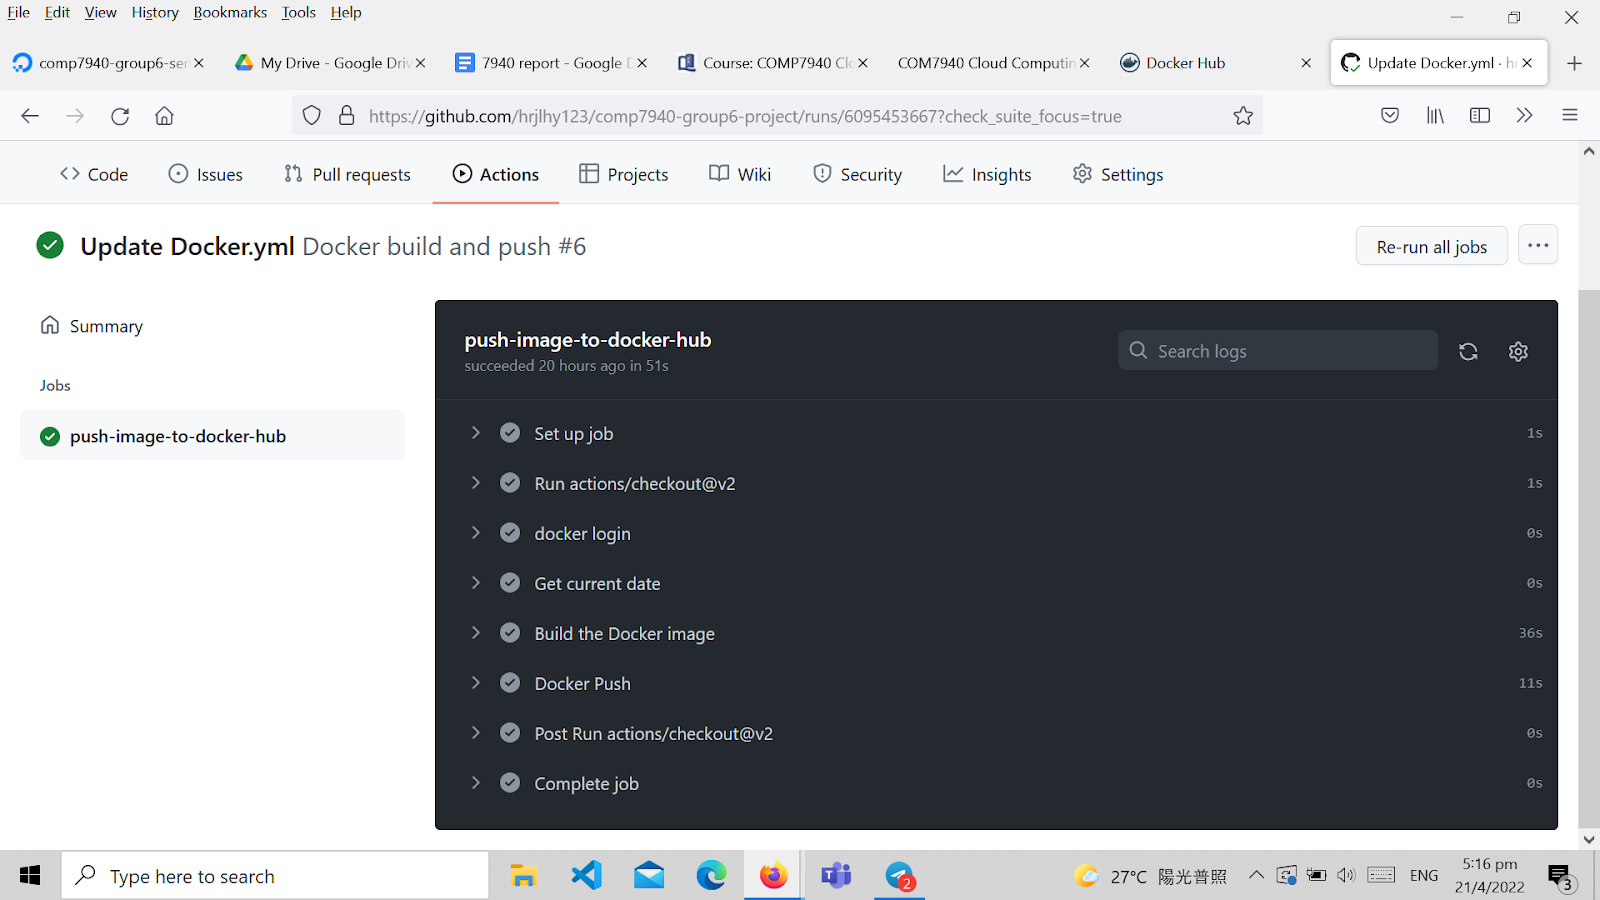 File Edit View History Bookmarks Tools Help
comp7940-group6-ser My Drive - Google Driv 7940 report - Google D Course: COMP7940 Clo COM7940 Cloud Computin Docker Hub Update Docker.yml · hr
https://github.com/hrjlhy123/comp7940-group6-project/runs/6095453667?check_suite_focus=true
Code Issues Pull requests Actions Projects Wiki Security Insights Settings
Update Docker.yml Docker build and push #6
Re-run all jobs
Summary
Jobs
push-image-to-docker-hub
push-image-to-docker-hub
succeeded 20 hours ago in 51s
Search logs
Set up job 1s
Run actions/checkout@v2 1s
docker login 0s
Get current date 0s
Build the Docker image 36s
Docker Push 11s
Post Run actions/checkout@v2 0s
Complete job 0s
Type here to search
2
27°C 陽光普照
ENG
5:16 pm
21/4/2022
3